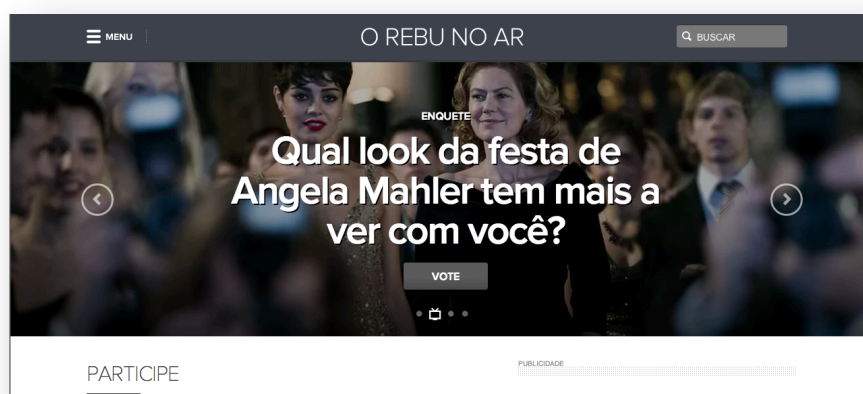 MENU
O REBU NO AR
BUSCAR
ENQUETE
Qual look da festa de
Angela Mahler tem mais a
ver com você?
VOTE
PARTICIPE
PUBLICIDADE